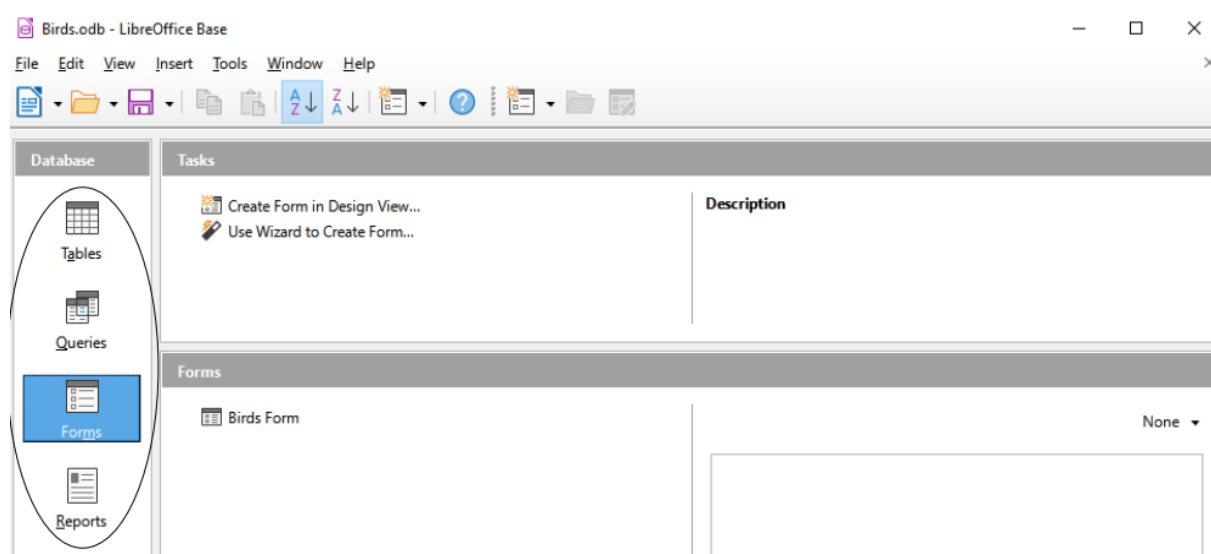 Birds.odb - LibreOffice Base
File Edit View Insert Tools Window Help
Database
Tasks
Tables
Queries
Forms
Reports
Create Form in Design View...
Use Wizard to Create Form...
Description
Forms
Birds Form
None